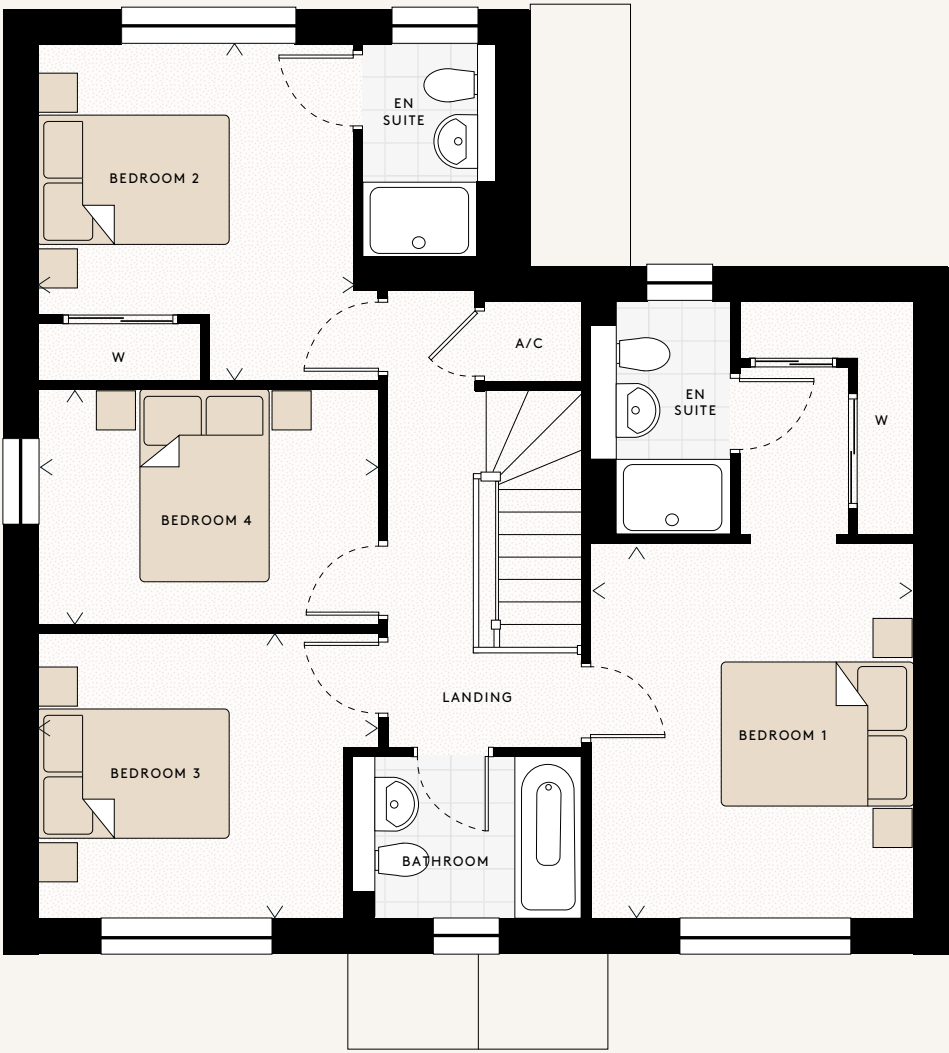 EN
SUITE
BEDROOM 2
W
A/C
EN
SUITE
W
BEDROOM 4
LANDING
BEDROOM 1
BEDROOM 3
BATHROOM